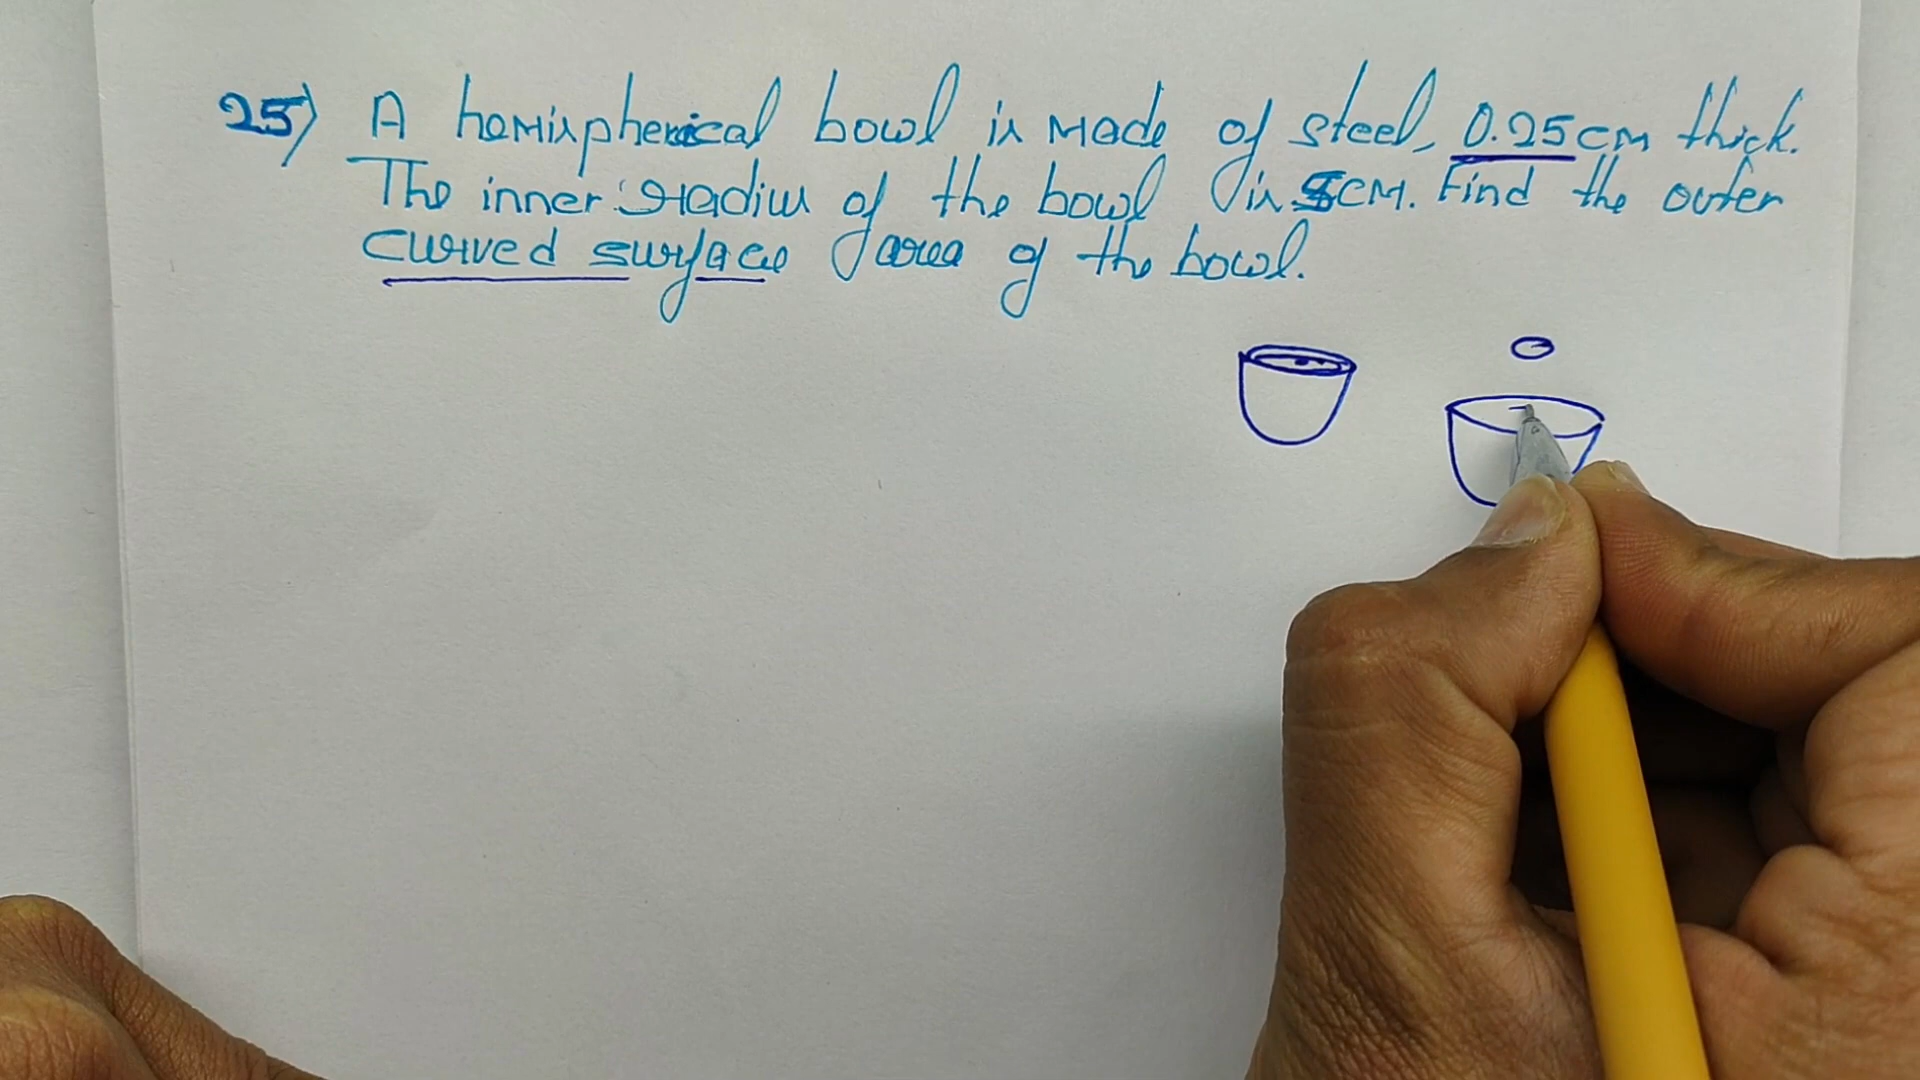 25) A hemispherical bowl is made of steel, 0.25cm thick.
The inner radius of the bowl is 5cm. Find the outer
curved surface area of the bowl.